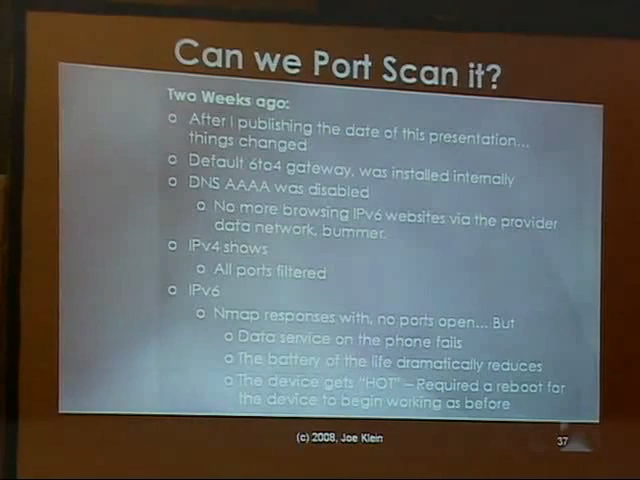 Can we Port Scan it?
Two Weeks ago:
o After I publishing the date of this presentation...
things changed
o Default 6to4 gateway, was installed internally
o DNS AAAA was disabled
o No more browsing IPv6 websites via the provider
data network, bummer.
o IPv4 shows
o All ports filtered
o IPv6
o Nmap responses with, no ports open... But
o Data service on the phone fails
o The battery of the life dramatically reduces
o The device gets “HOT” – Required a reboot for
the device to begin working as before
(c) 2008, Joe Klein
37